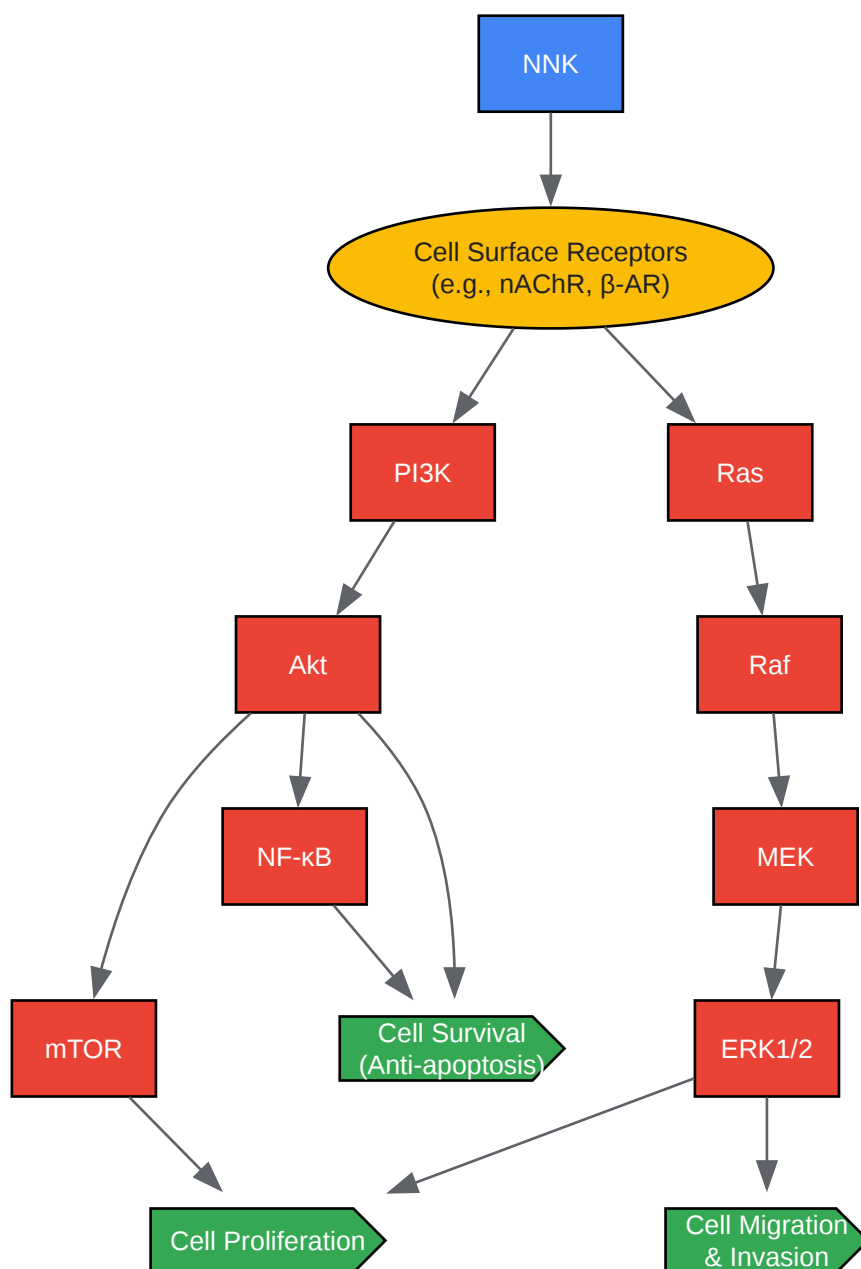 NNK
Cell Surface Receptors
(e.g., nAChR, β-AR)
PI3K
Ras
Akt
Raf
NF-κB
MEK
mTOR
Cell Survival
(Anti-apoptosis)
ERK1/2
Cell Proliferation
Cell Migration
& Invasion